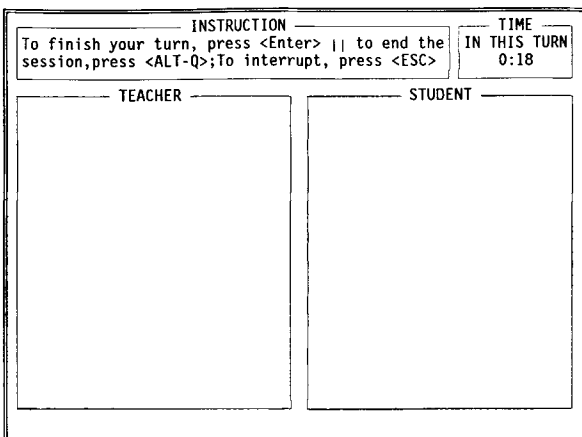 INSTRUCTION
To finish your turn, press <Enter> || to end the
session,press <ALT-Q>;To interrupt, press <ESC>
TIME
IN THIS TURN
0:18
TEACHER
STUDENT